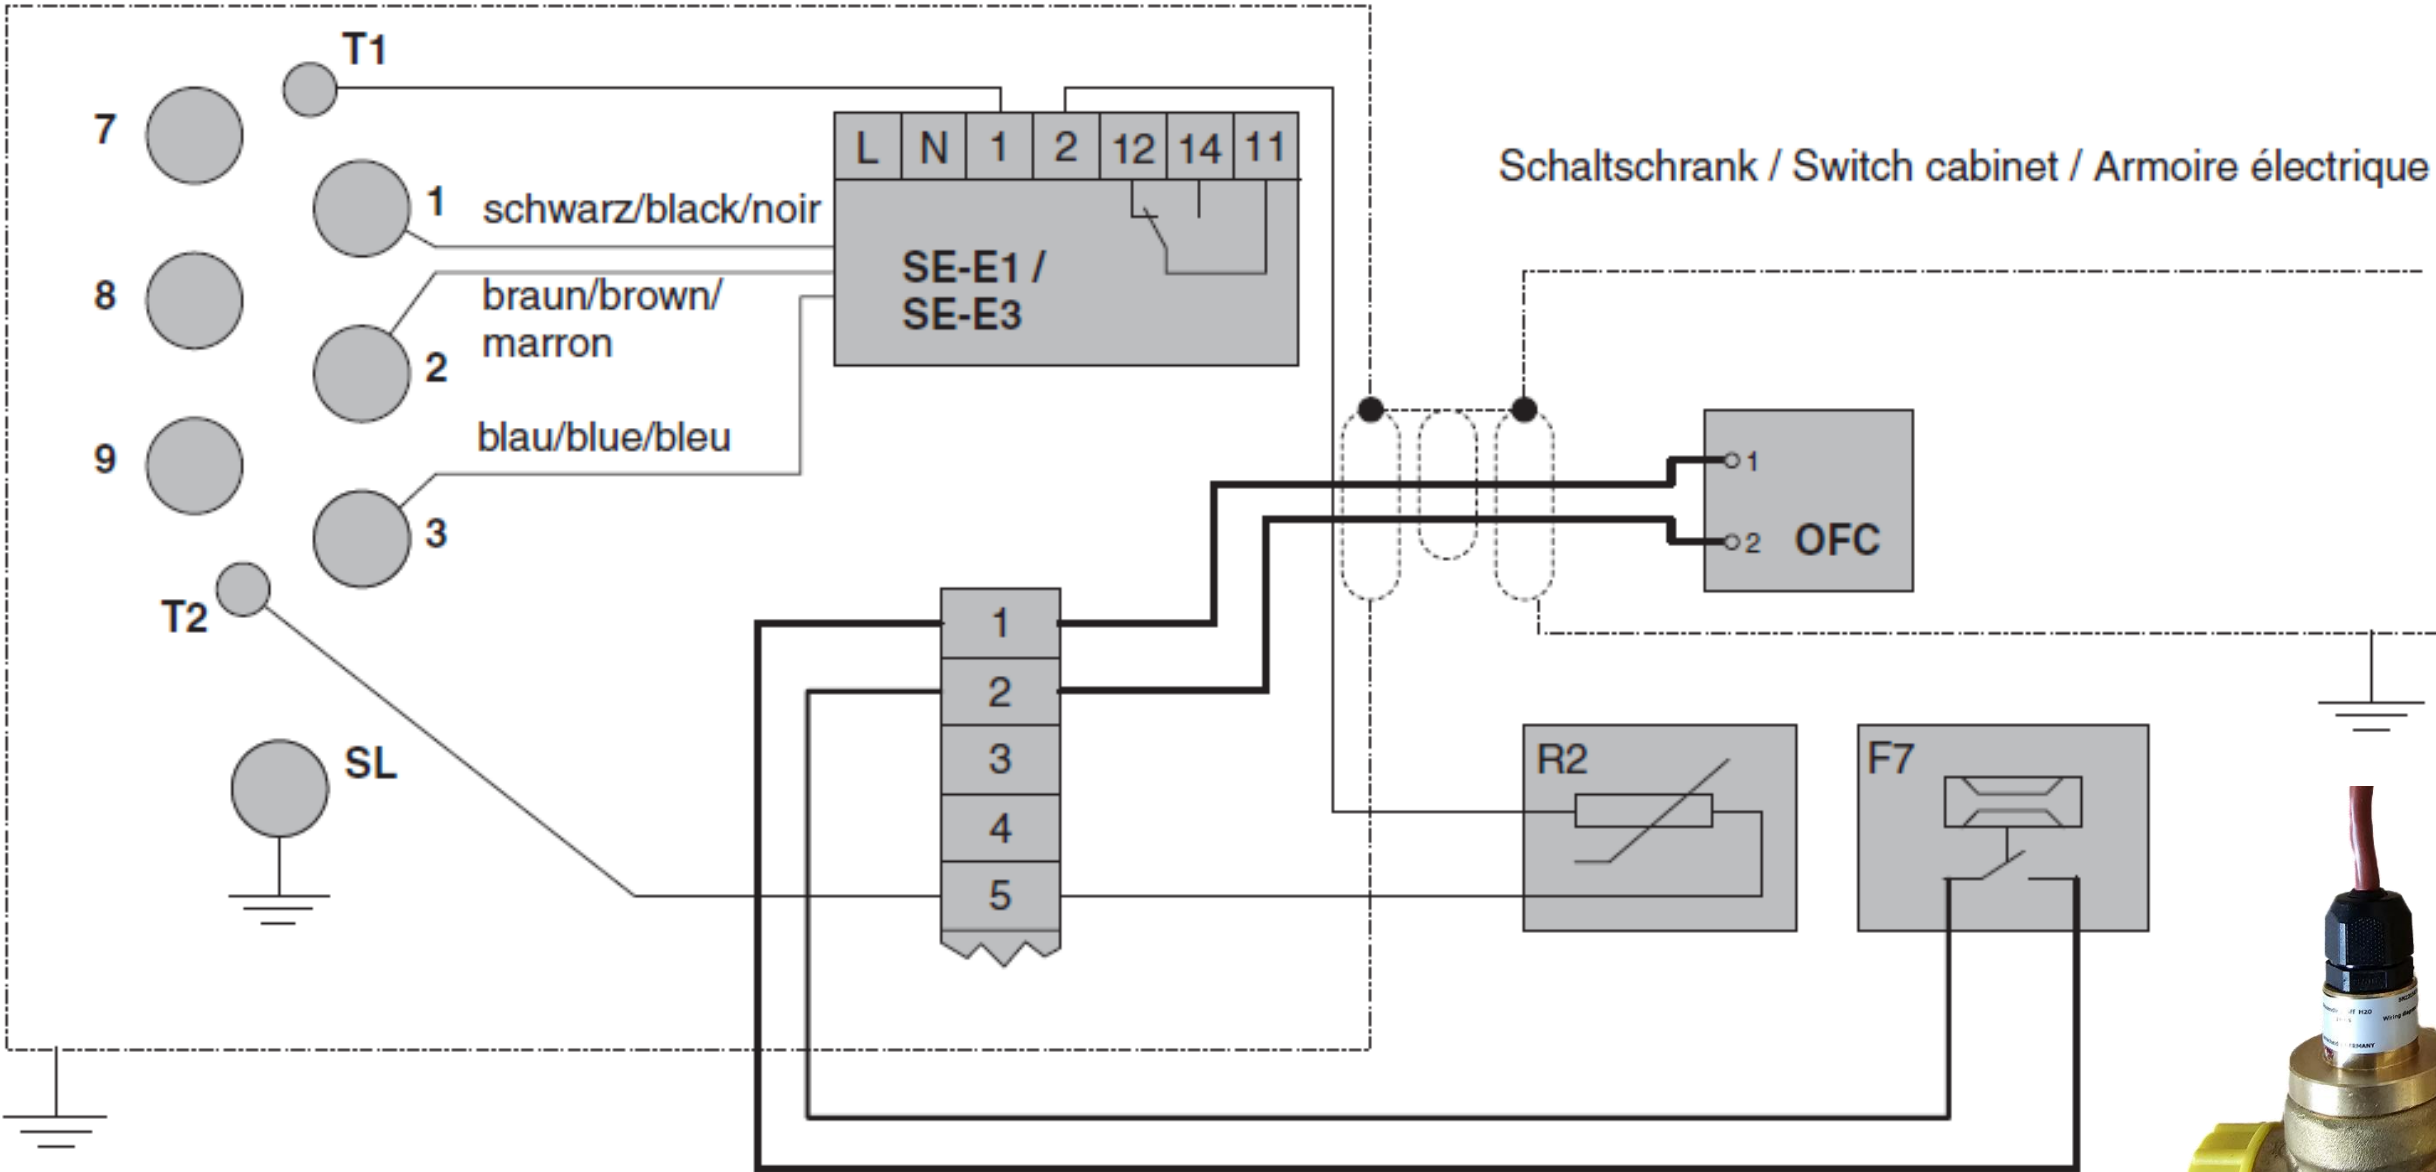 T1
7
L N 1 2 12 14 11
Schaltschrank / Switch cabinet / Armoire électrique
1 schwarz/black/noir
SE-E1 /
SE-E3
8
braun/brown/
marron
2
9
blau/blue/bleu
3
1
2 OFC
T2
1
2
3
4
5
SL
R2
F7
H20
Wiring